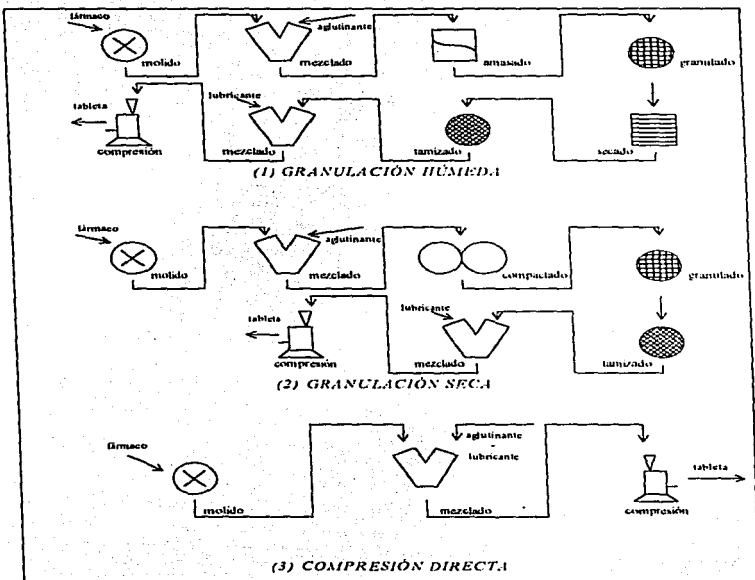 fármaco
molido
aglutinante
mezclado
amasado
granulado
tableta
compresión
lubricante
mezclado
tamizado
secado
(1) GRANULACIÓN HÚMEDA
fármaco
molido
aglutinante
mezclado
compactado
granulado
tableta
compresión
lubricante
mezclado
tamizado
(2) GRANULACIÓN SECA
fármaco
molido
aglutinante
lubricante
mezclado
compresión
tableta
(3) COMPRESIÓN DIRECTA